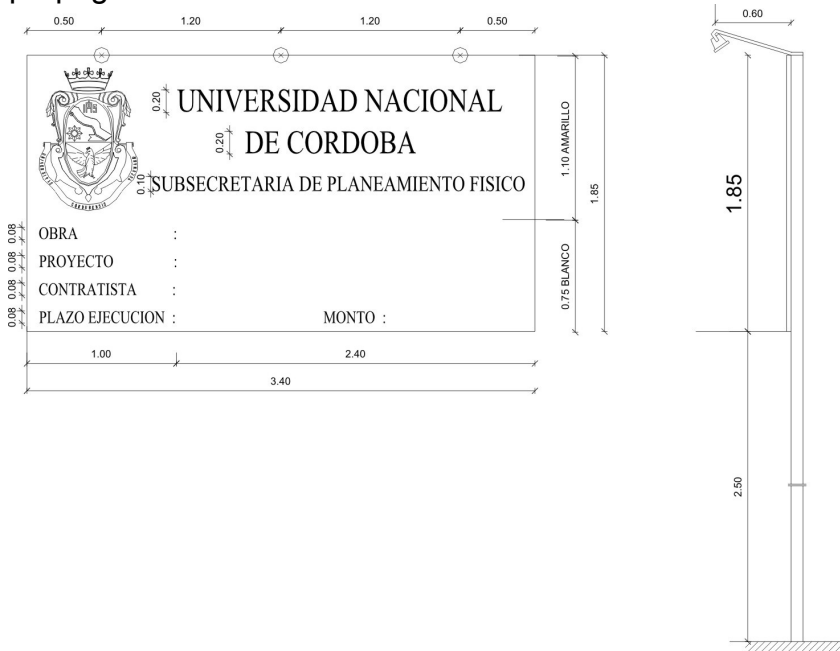 0.50 1.20 1.20 0.50
0.60
UNIVERSIDAD NACIONAL
0.20
DE CORDOBA
0.20
SUBSECRETARIA DE PLANEAMIENTO FISICO
0.10
1.10 AMARILLO
1.85
1.85
OBRA :
0.08
PROYECTO :
0.08
CONTRATISTA :
0.08
PLAZO EJECUCION : MONTO :
0.08
0.75 BLANCO
1.00 2.40
3.40
2.50